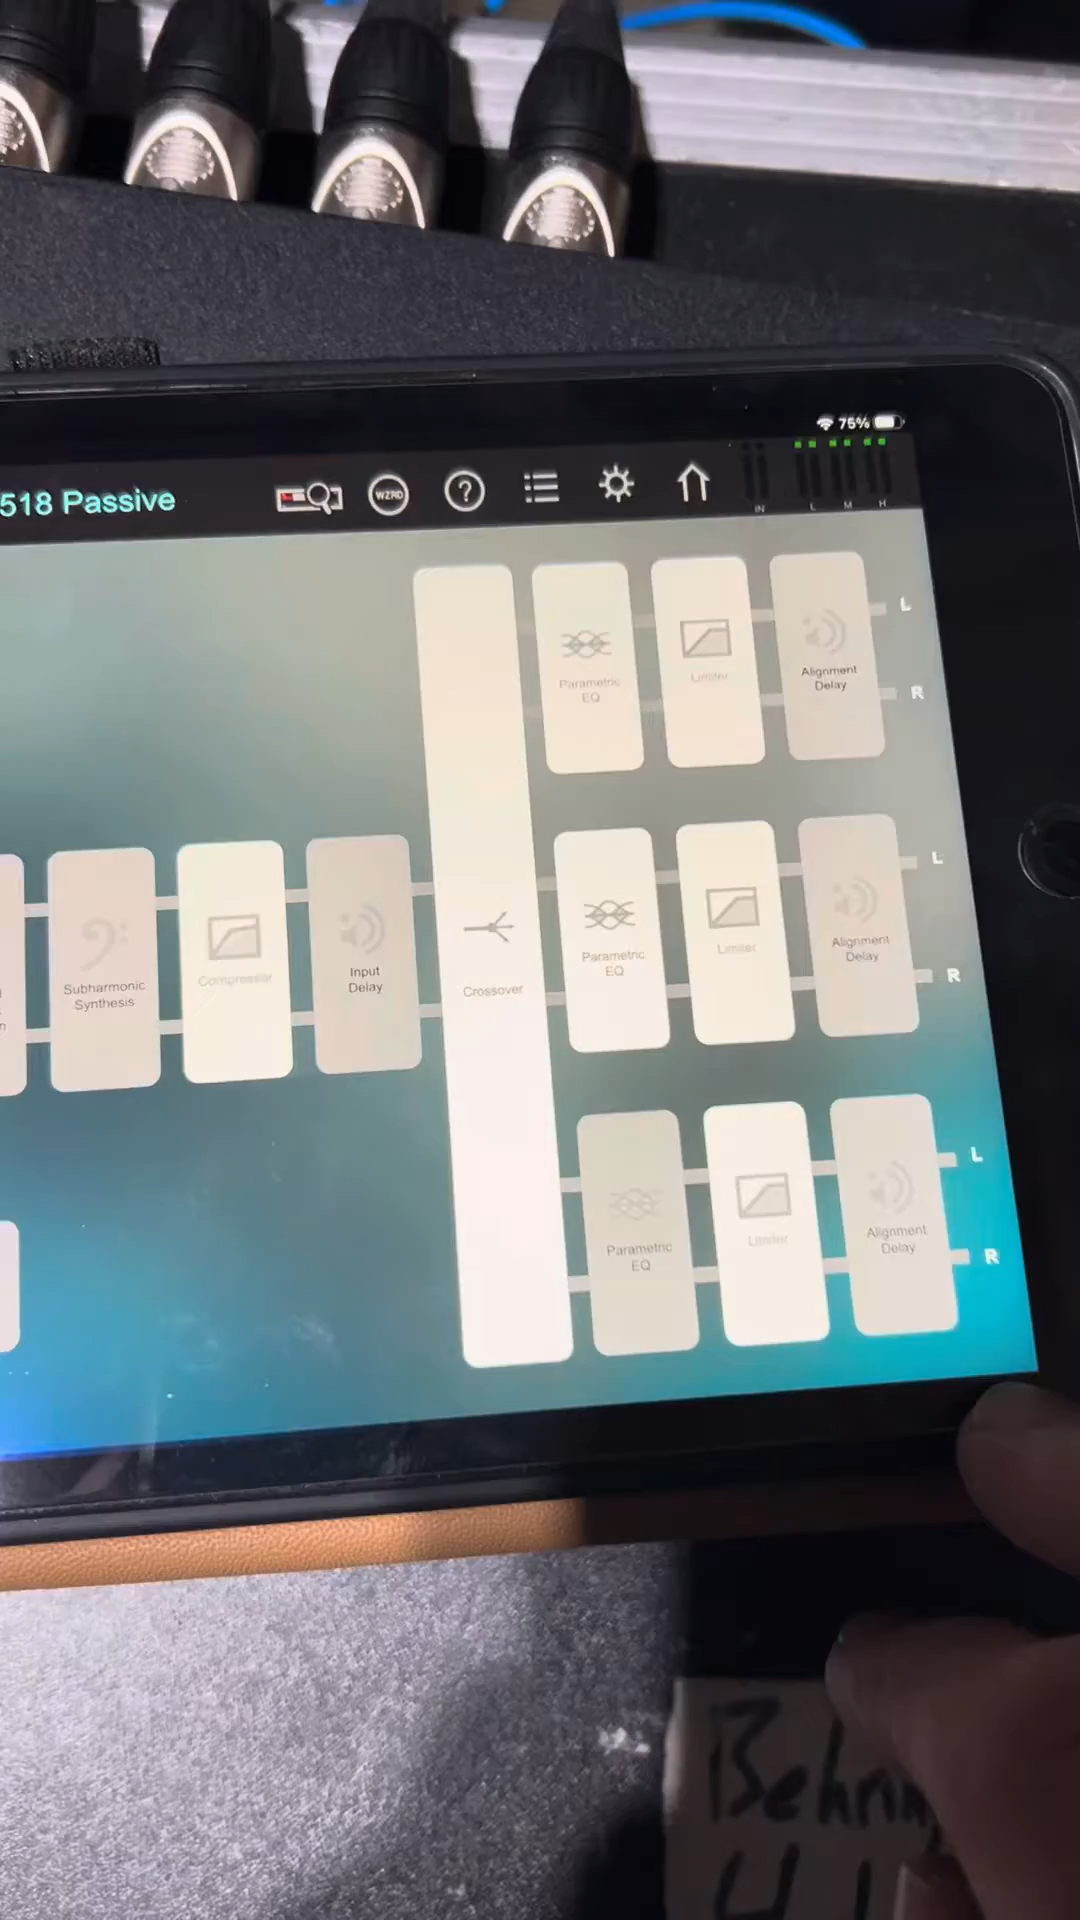 75%
518 Passive
WZRD
?
IN L M H
L
Parametric
EQ
Limiter
Alignment
Delay
R
L
Subharmonic
Synthesis
Compressor
Input
Delay
Crossover
Parametric
EQ
Limiter
Alignment
Delay
R
L
Parametric
EQ
Limiter
Alignment
Delay
R